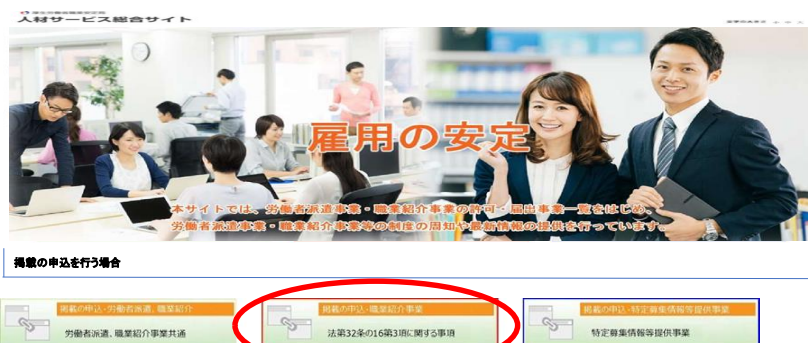 人材サービス総合サイト
雇用の安定
本サイトでは、労働者派遣事業・職業紹介事業の許可・届出事業一覧をはじめ、
労働者派遣事業・職業紹介事業等の制度の周知や最新情報の提供を行っています。
掲載の申込を行う場合
掲載の申込・労働者派遣、職業紹介
労働者派遣、職業紹介事業共通
掲載の申込・職業紹介事業
法第32条の16第3項に関する事項
掲載の申込・特定募集情報等提供事業
特定募集情報等提供事業